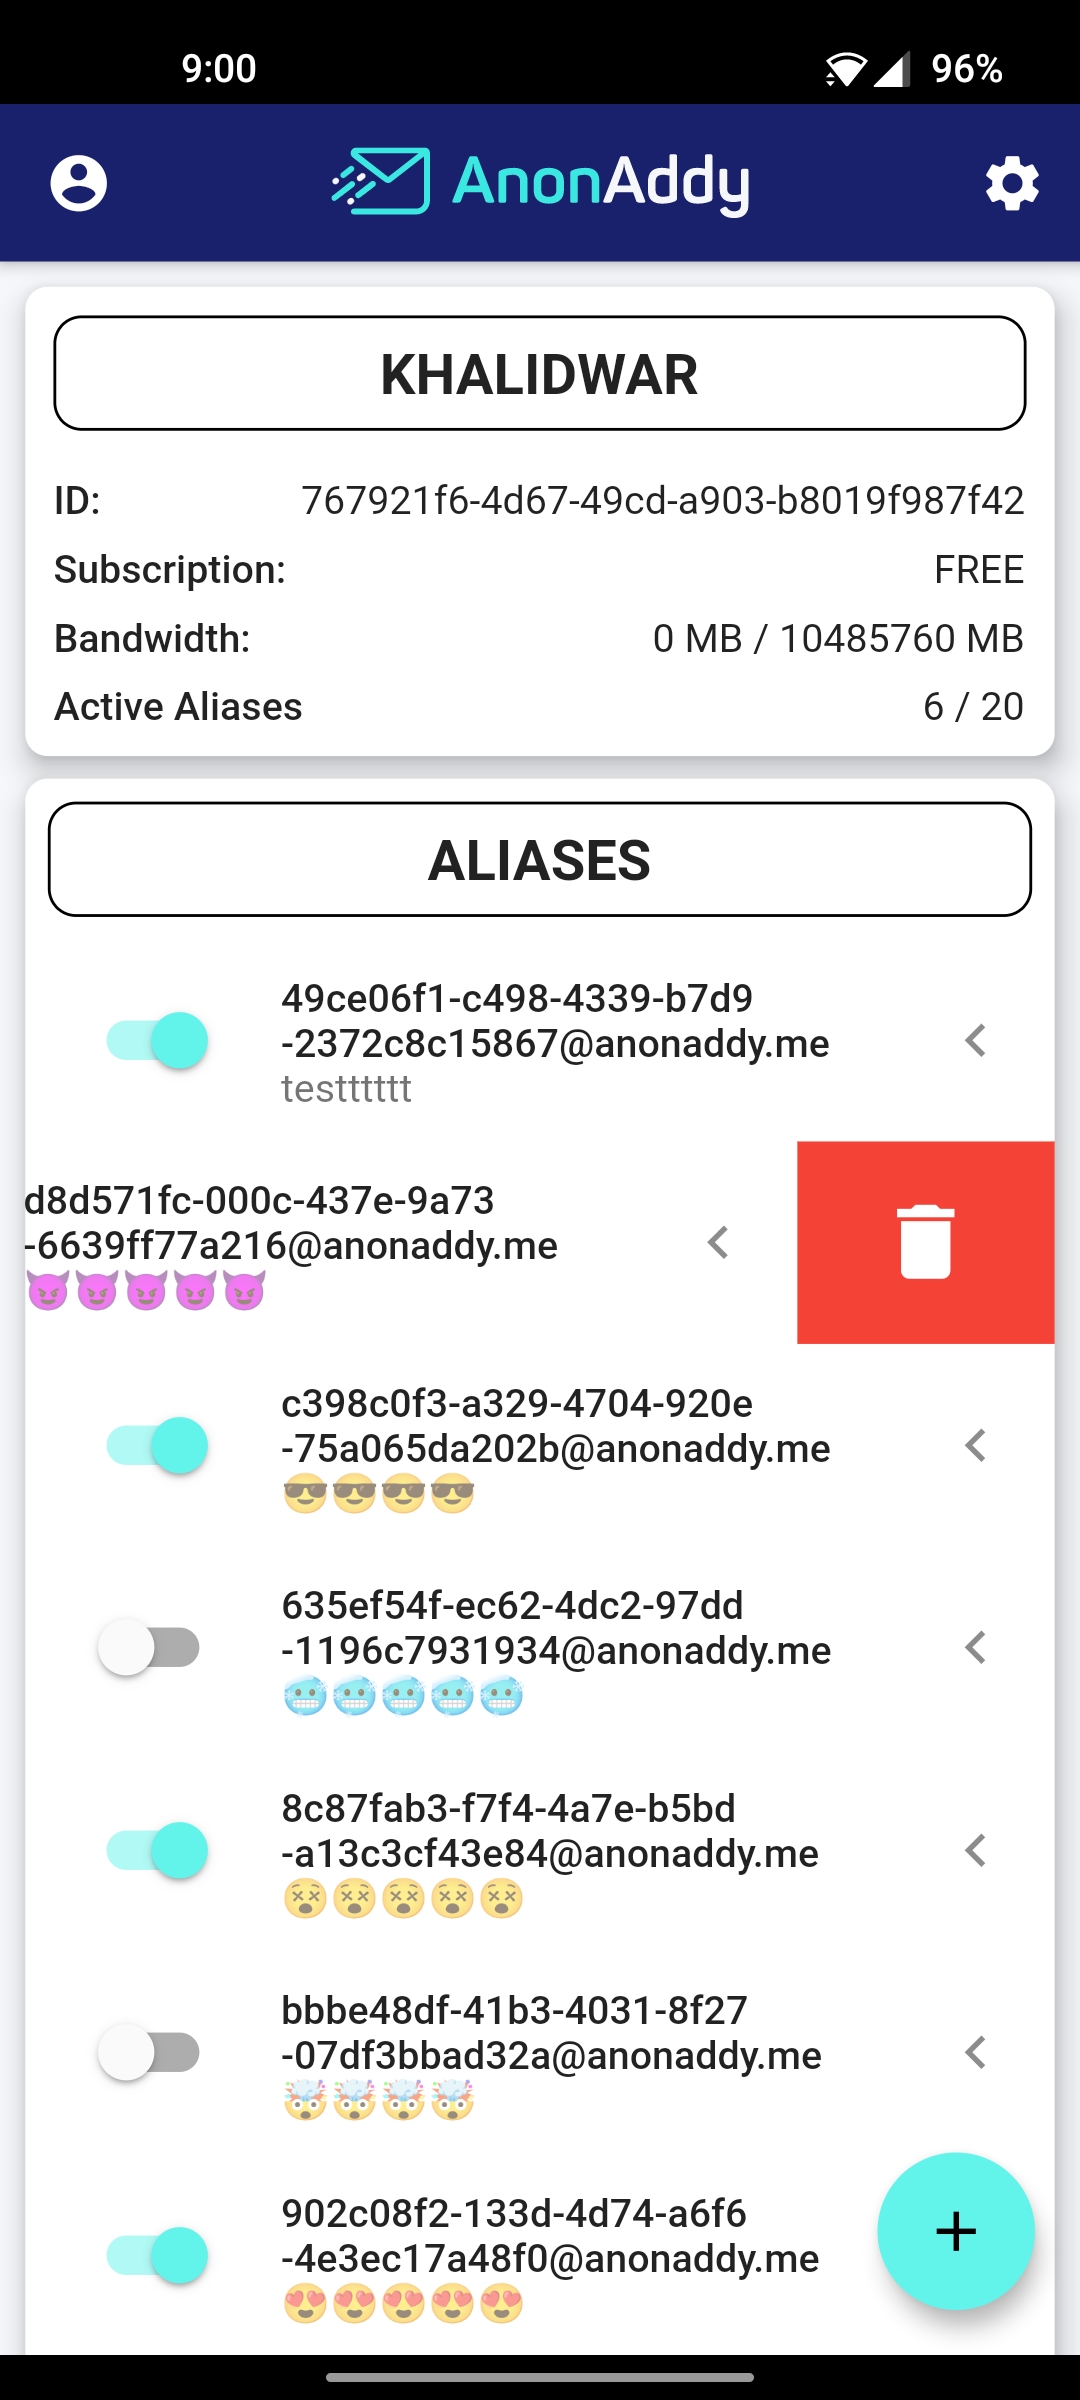 9:00 96%
AnonAddy
KHALIDWAR
ID: 767921f6-4d67-49cd-a903-b8019f987f42
Subscription: FREE
Bandwidth: 0 MB / 10485760 MB
Active Aliases 6 / 20
ALIASES
49ce06f1-c498-4339-b7d9
-2372c8c15867@anonaddy.me
testttttt
d8d571fc-000c-437e-9a73
-6639ff77a216@anonaddy.me
😈😈😈😈😈
c398c0f3-a329-4704-920e
-75a065da202b@anonaddy.me
😎😎😎😎
635ef54f-ec62-4dc2-97dd
-1196c7931934@anonaddy.me
🥶🥶🥶🥶🥶
8c87fab3-f7f4-4a7e-b5bd
-a13c3cf43e84@anonaddy.me
😵😵😵😵😵
bbbe48df-41b3-4031-8f27
-07df3bbad32a@anonaddy.me
🤯🤯🤯🤯
902c08f2-133d-4d74-a6f6
-4e3ec17a48f0@anonaddy.me
😍😍😍😍😍